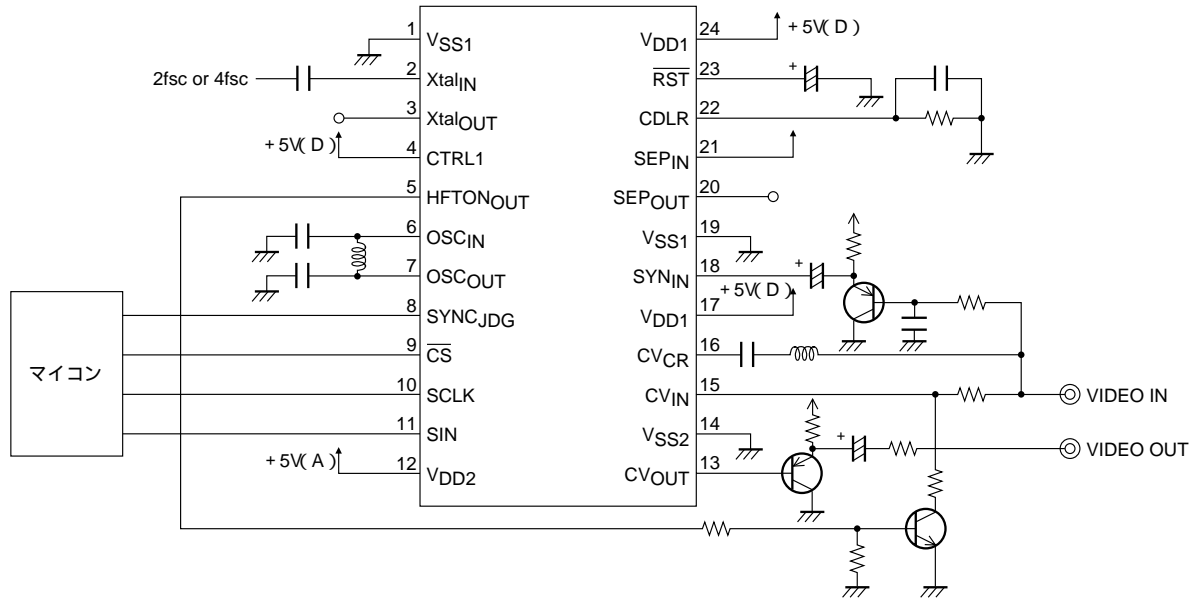 1 VSS1
2fsc or 4fsc
2 XtalIN
3 XtalOUT
+5V(D)
4 CTRL1
5 HFTONOUT
6 OSCIN
7 OSCOUT
8 SYNCJDG
9 CS
10 SCLK
11 SIN
+5V(A)
12 VDD2
マイコン
VDD1 24
+5V(D)
RST 23
+
CDLR 22
SEPIN 21
SEPOUT 20
VSS1 19
SYNIN 18
+
+5V(D)
VDD1 17
CVCR 16
CVIN 15
VIDEO IN
VSS2 14
+
VIDEO OUT
CVOUT 13